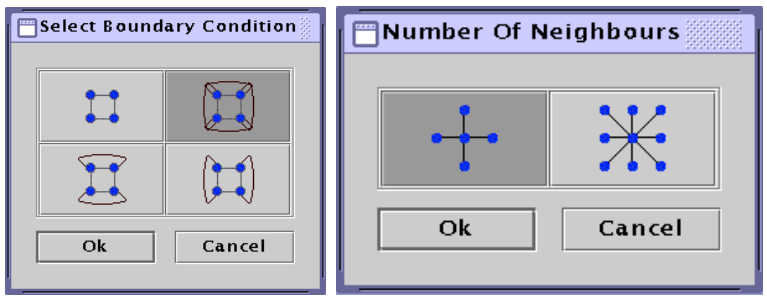 Select Boundary Condition
Ok
Cancel
Number Of Neighbours
Ok
Cancel